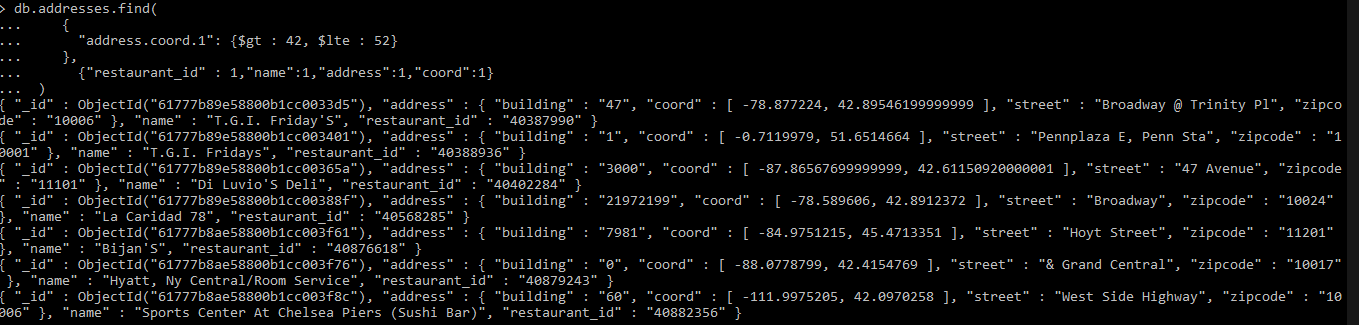 > db.addresses.find(
... {
... "address.coord.1": {$gt : 42, $lte : 52}
... },
... {"restaurant_id" : 1,"name":1,"address":1,"coord":1}
... )
{ "_id" : ObjectId("61777b89e58800b1cc0033d5"), "address" : { "building" : "47", "coord" : [ -78.877224, 42.89546199999999 ], "street" : "Broadway @ Trinity Pl", "zipco
de" : "10006" }, "name" : "T.G.I. Friday'S", "restaurant_id" : "40387990" }
{ "_id" : ObjectId("61777b89e58800b1cc003401"), "address" : { "building" : "1", "coord" : [ -0.7119979, 51.6514664 ], "street" : "Pennplaza E, Penn Sta", "zipcode" : "1
0001" }, "name" : "T.G.I. Fridays", "restaurant_id" : "40388936" }
{ "_id" : ObjectId("61777b89e58800b1cc00365a"), "address" : { "building" : "3000", "coord" : [ -87.86567699999999, 42.61150920000001 ], "street" : "47 Avenue", "zipcode
" : "11101" }, "name" : "Di Luvio'S Deli", "restaurant_id" : "40402284" }
{ "_id" : ObjectId("61777b89e58800b1cc00388f"), "address" : { "building" : "21972199", "coord" : [ -78.589606, 42.8912372 ], "street" : "Broadway", "zipcode" : "10024"
}, "name" : "La Caridad 78", "restaurant_id" : "40568285" }
{ "_id" : ObjectId("61777b8ae58800b1cc003f61"), "address" : { "building" : "7981", "coord" : [ -84.9751215, 45.4713351 ], "street" : "Hoyt Street", "zipcode" : "11201"
}, "name" : "Bijan'S", "restaurant_id" : "40876618" }
{ "_id" : ObjectId("61777b8ae58800b1cc003f76"), "address" : { "building" : "0", "coord" : [ -88.0778799, 42.4154769 ], "street" : "& Grand Central", "zipcode" : "10017"
}, "name" : "Hyatt, Ny Central/Room Service", "restaurant_id" : "40879243" }
{ "_id" : ObjectId("61777b8ae58800b1cc003f8c"), "address" : { "building" : "60", "coord" : [ -111.9975205, 42.0970258 ], "street" : "West Side Highway", "zipcode" : "10
006" }, "name" : "Sports Center At Chelsea Piers (Sushi Bar)", "restaurant_id" : "40882356" }